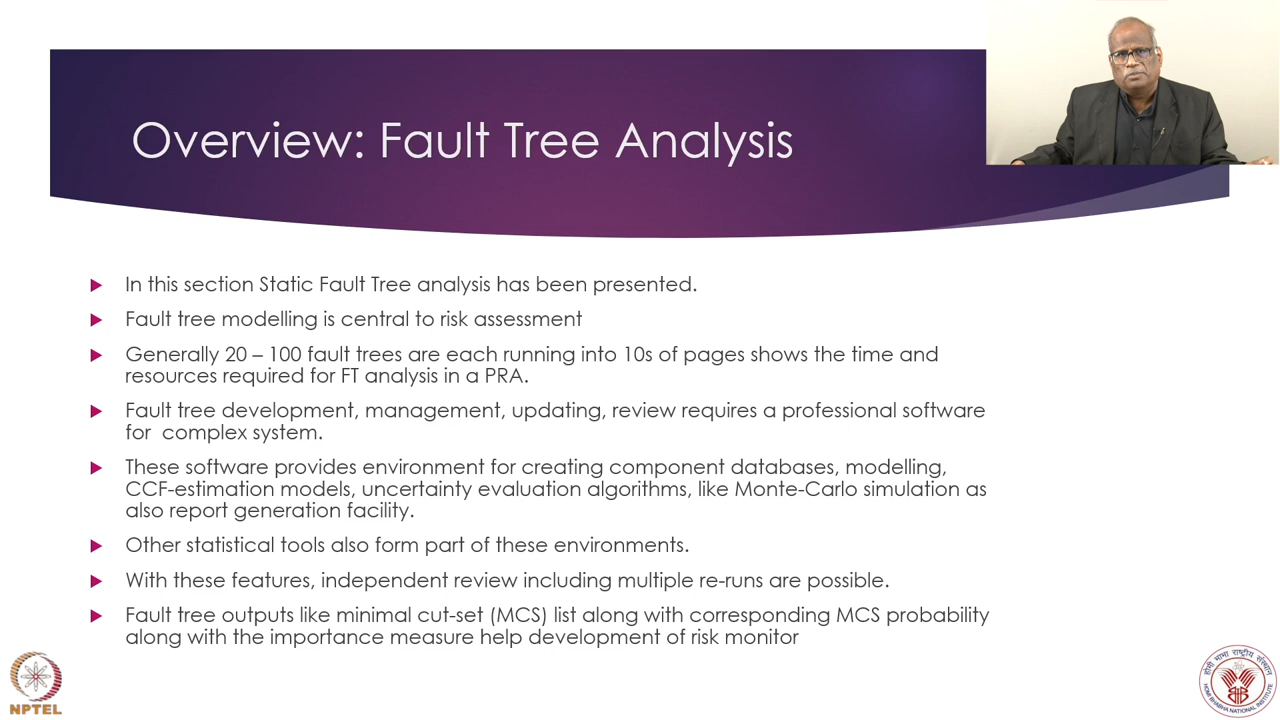 Overview: Fault Tree Analysis
In this section Static Fault Tree analysis has been presented.
Fault tree modelling is central to risk assessment
Generally 20 – 100 fault trees are each running into 10s of pages shows the time and
resources required for FT analysis in a PRA.
Fault tree development, management, updating, review requires a professional software
for complex system.
These software provides environment for creating component databases, modelling,
CCF-estimation models, uncertainty evaluation algorithms, like Monte-Carlo simulation as
also report generation facility.
Other statistical tools also form part of these environments.
With these features, independent review including multiple re-runs are possible.
Fault tree outputs like minimal cut-set (MCS) list along with corresponding MCS probability
along with the importance measure help development of risk monitor
NPTEL
होमी भाभा राष्ट्रीय संस्थान
HOMI BHABHA NATIONAL INSTITUTE